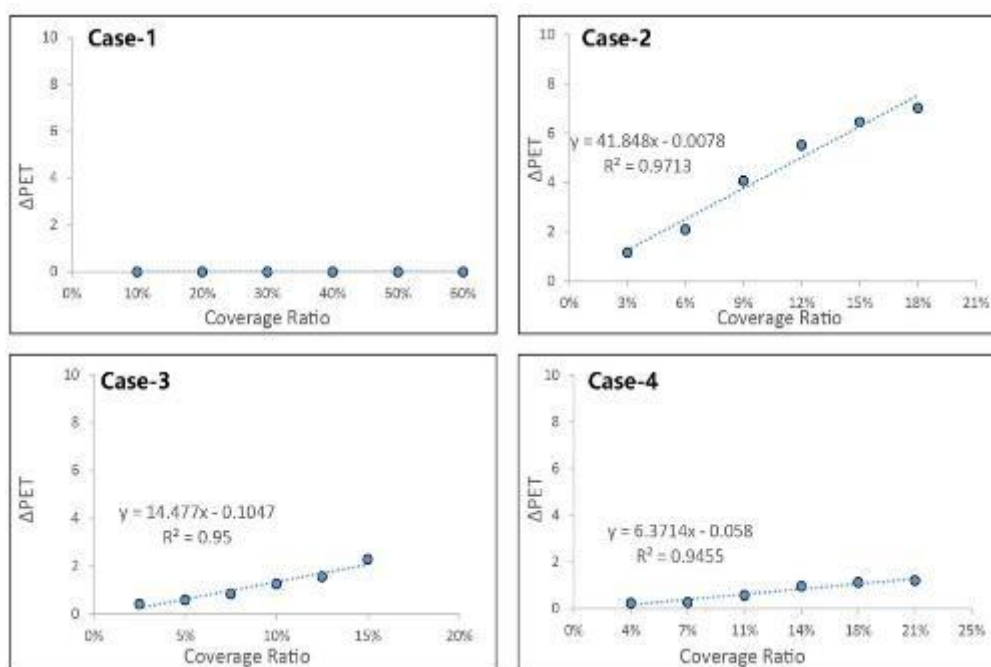 Case-1
10
8
6
4
2
0
ΔPET
0% 10% 20% 30% 40% 50% 60%
Coverage Ratio
Case-2
10
8
6
4
2
0
ΔPET
y = 41.848x - 0.0078
R² = 0.9713
0% 3% 6% 9% 12% 15% 18% 21%
Coverage Ratio
Case-3
10
8
6
4
2
0
ΔPET
y = 14.477x - 0.1047
R² = 0.95
0% 5% 10% 15% 20%
Coverage Ratio
Case-4
10
8
6
4
2
0
ΔPET
y = 6.3714x - 0.058
R² = 0.9455
0% 4% 7% 11% 14% 18% 21% 25%
Coverage Ratio